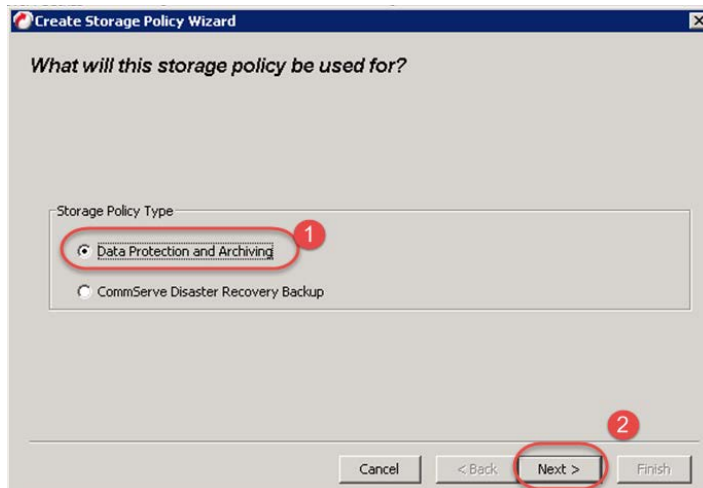 Create Storage Policy Wizard
What will this storage policy be used for?
Storage Policy Type
1
Data Protection and Archiving
CommServe Disaster Recovery Backup
2
Cancel < Back Next > Finish